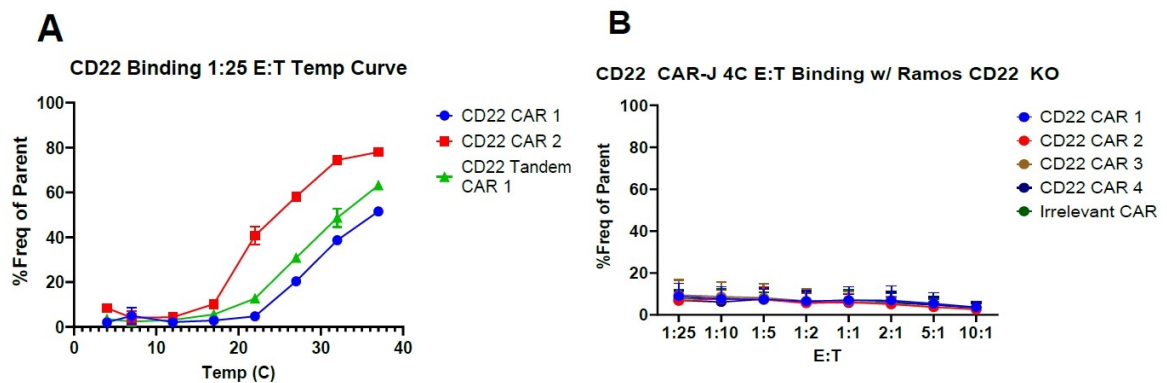 A
CD22 Binding 1:25 E:T Temp Curve
%Freq of Parent
100
80
60
40
20
0
0 10 20 30 40
Temp (C)
CD22 CAR 1
CD22 CAR 2
CD22 Tandem
CAR 1
B
CD22 CAR-J 4C E:T Binding w/ Ramos CD22 KO
%Freq of Parent
100
80
60
40
20
0
1:25 1:10 1:5 1:2 1:1 2:1 5:1 10:1
E:T
CD22 CAR 1
CD22 CAR 2
CD22 CAR 3
CD22 CAR 4
Irrelevant CAR